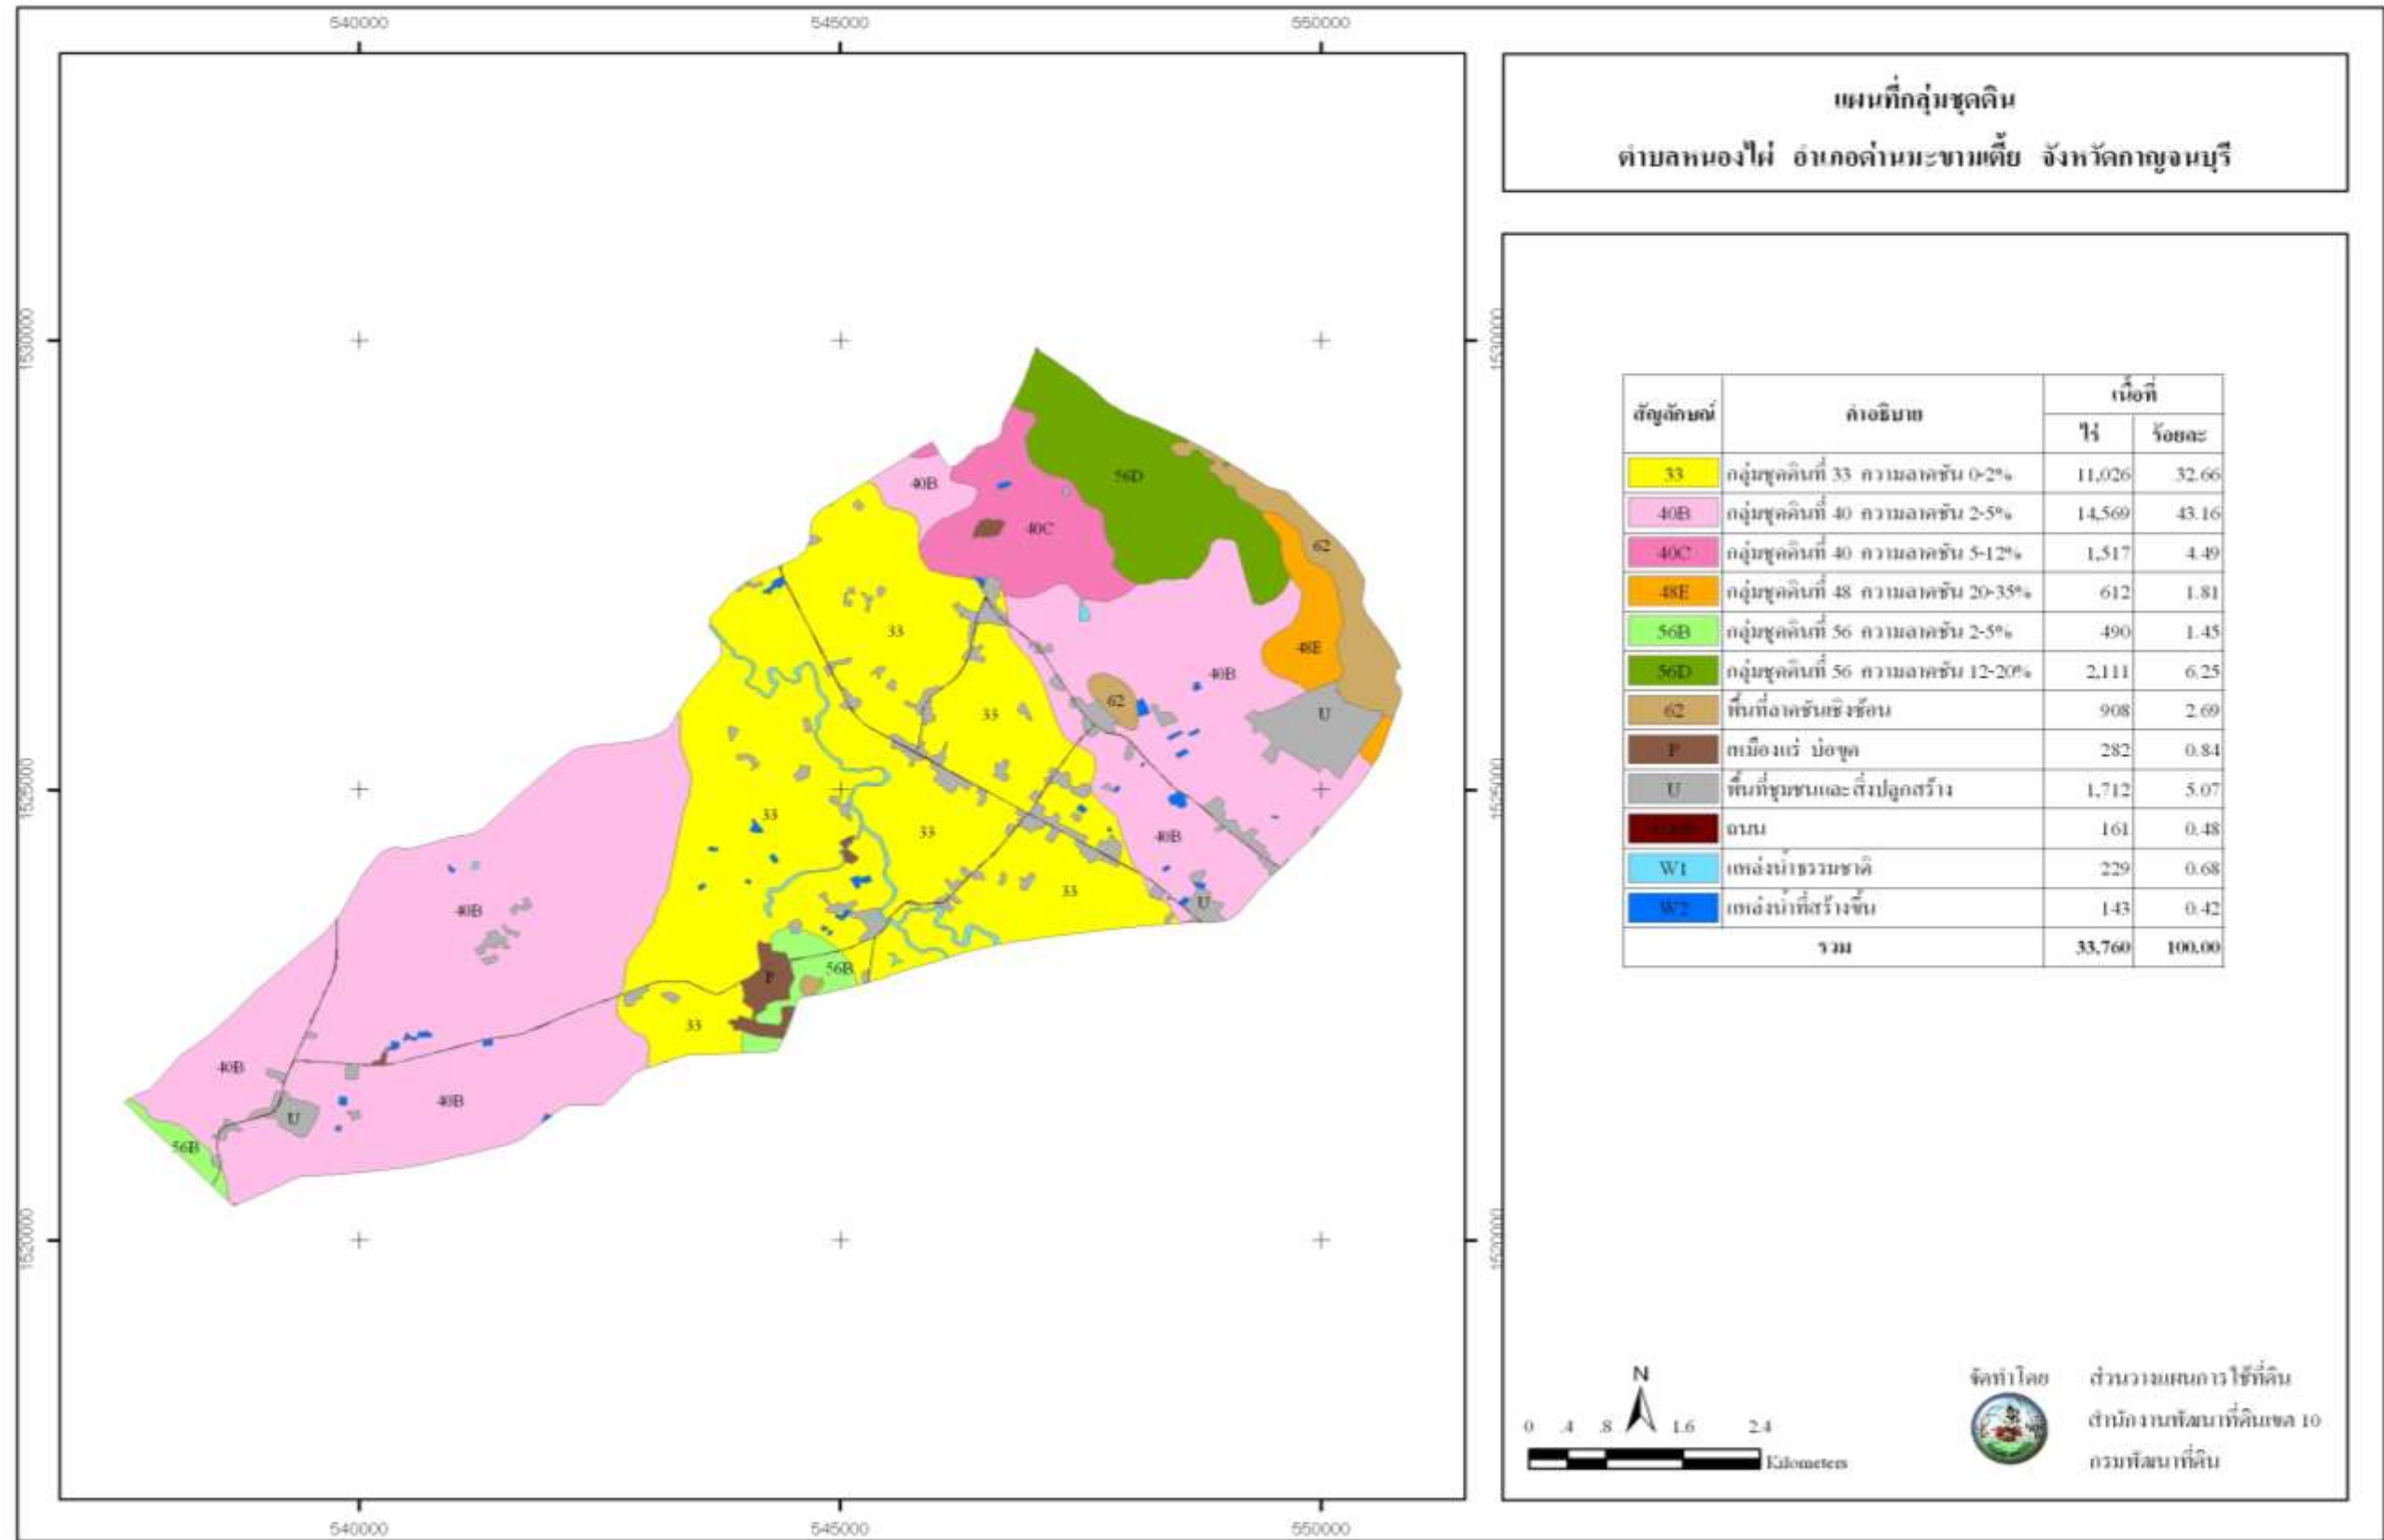 540000 545000 550000
แผนที่กลุ่มชุดดิน
ตำบลหนองไผ่ อำเภอด่านมะขามเตี้ย จังหวัดกาญจนบุรี
1530000 1530000
1525000 1525000
1520000 1520000
56D
40B
40C
62
33
48E
40B
62
33
U
33
33
40B
33
40B
U
56B
P
33
40B
40B
U
56B
540000 545000 550000
สัญลักษณ์ คำอธิบาย เนื้อที่
ไร่ ร้อยละ
33 กลุ่มชุดดินที่ 33 ความลาดชัน 0-2% 11,026 32.66
40B กลุ่มชุดดินที่ 40 ความลาดชัน 2-5% 14,569 43.16
40C กลุ่มชุดดินที่ 40 ความลาดชัน 5-12% 1,517 4.49
48E กลุ่มชุดดินที่ 48 ความลาดชัน 20-35% 612 1.81
56B กลุ่มชุดดินที่ 56 ความลาดชัน 2-5% 490 1.45
56D กลุ่มชุดดินที่ 56 ความลาดชัน 12-20% 2,111 6.25
62 พื้นที่ลาดชันเชิงซ้อน 908 2.69
P เหมืองแร่ บ่อขุด 282 0.84
U พื้นที่ชุมชนและสิ่งปลูกสร้าง 1,712 5.07
ถนน 161 0.48
W1 แหล่งน้ำธรรมชาติ 229 0.68
W2 แหล่งน้ำที่สร้างขึ้น 143 0.42
รวม 33,760 100.00
N
0 .4 .8 1.6 2.4
Kilometers
จัดทำโดย ส่วนวางแผนการใช้ที่ดิน
สำนักงานพัฒนาที่ดินเขต 10
กรมพัฒนาที่ดิน